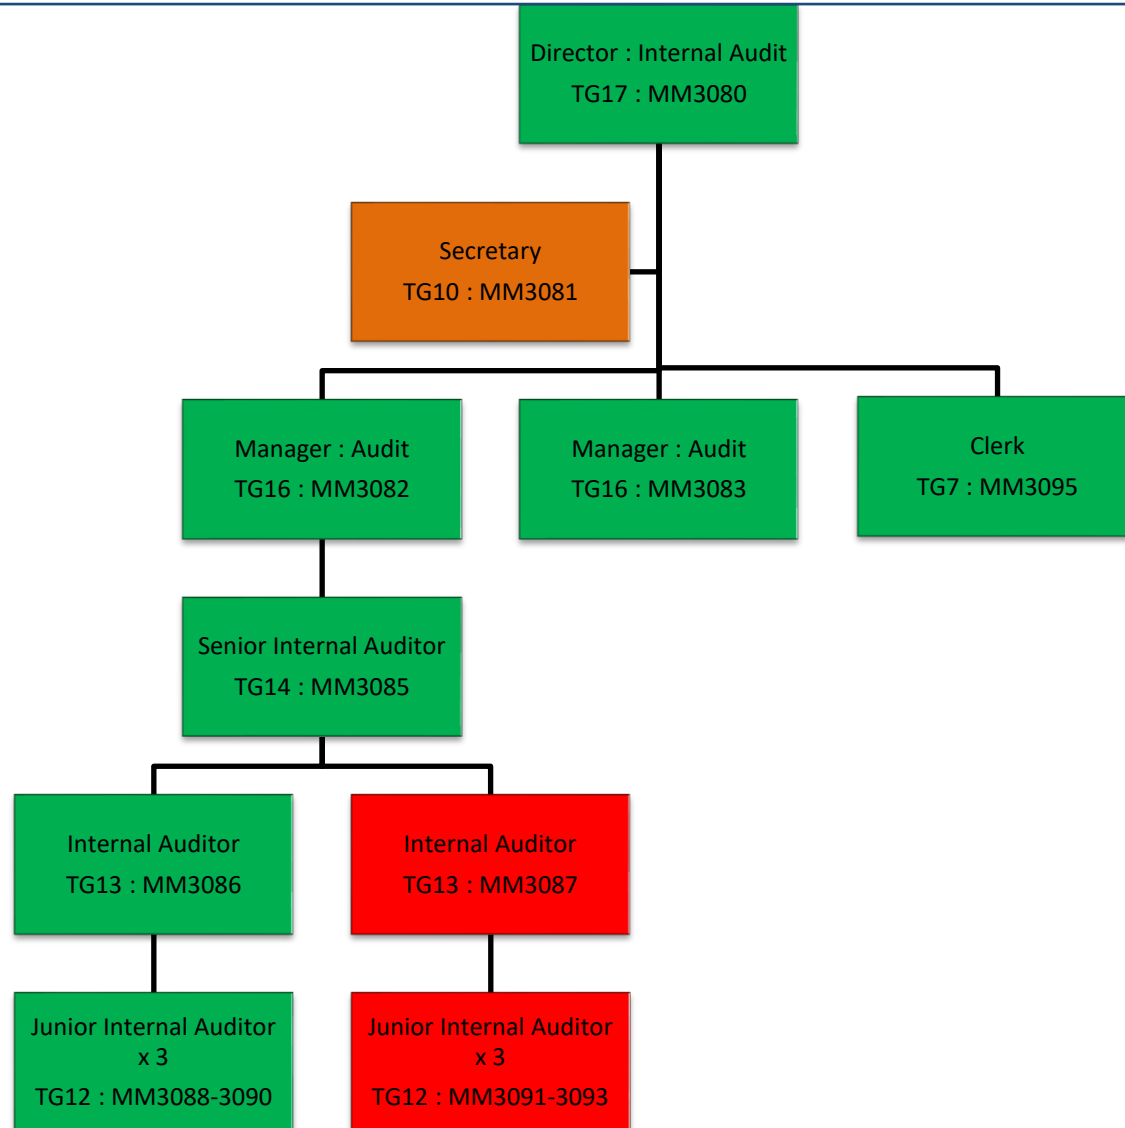 Director : Internal Audit
TG17 : MM3080
Secretary
TG10 : MM3081
Manager : Audit
TG16 : MM3082
Manager : Audit
TG16 : MM3083
Clerk
TG7 : MM3095
Senior Internal Auditor
TG14 : MM3085
Internal Auditor
TG13 : MM3086
Internal Auditor
TG13 : MM3087
Junior Internal Auditor
x 3
TG12 : MM3088-3090
Junior Internal Auditor
x 3
TG12 : MM3091-3093